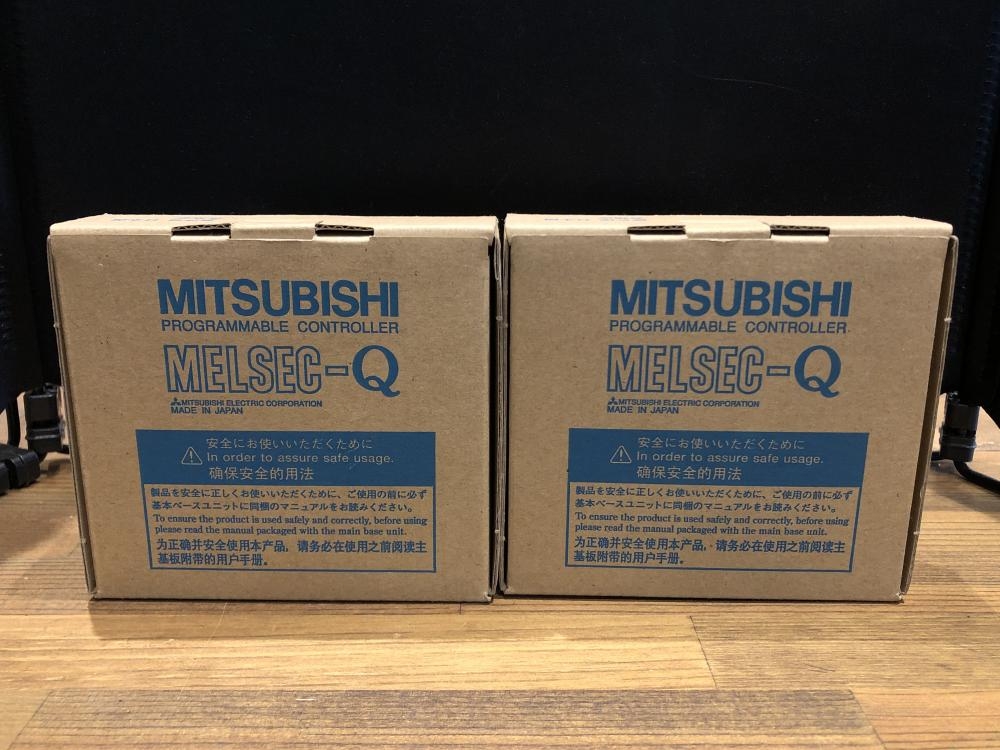 MITSUBISHI
PROGRAMMABLE CONTROLLER
MELSEC-Q
MITSUBISHI ELECTRIC CORPORATION
MADE IN JAPAN
安全にお使いいただくために
In order to assure safe usage.
确保安全的用法
製品を安全に正しくお使いいただくために、ご使用の前に必ず
基本ベースユニットに同梱のマニュアルをお読みください。
To ensure the product is used safely and correctly, before using
please read the manual packaged with the main base unit.
为正确并安全使用本产品，请务必在使用之前阅读主
基板附带的用户手册。
MITSUBISHI
PROGRAMMABLE CONTROLLER
MELSEC-Q
MITSUBISHI ELECTRIC CORPORATION
MADE IN JAPAN
安全にお使いいただくために
In order to assure safe usage.
确保安全的用法
製品を安全に正しくお使いいただくために、ご使用の前に必ず
基本ベースユニットに同梱のマニュアルをお読みください。
To ensure the product is used safely and correctly, before using
please read the manual packaged with the main base unit.
为正确并安全使用本产品，请务必在使用之前阅读主
基板附带的用户手册。